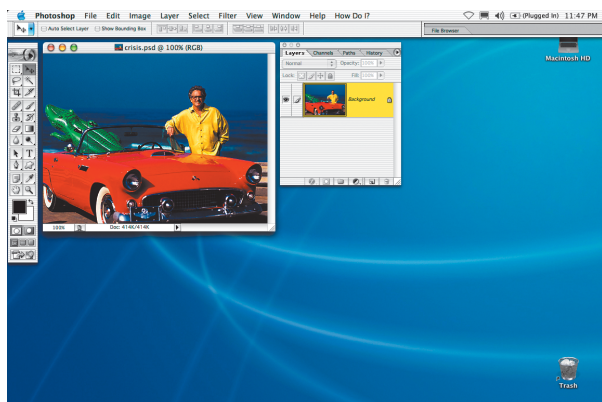 Photoshop File Edit Image Layer Select Filter View Window Help How Do I? (Plugged In) 11:47 PM
Auto Select Layer Show Bounding Box File Browser
crisis.psd @ 100% (RGB)
Macintosh HD
Layers Channels Paths History
Normal Opacity: 100%
Lock: Fill: 100%
Background
T
100% Doc: 414K/414K
Trash